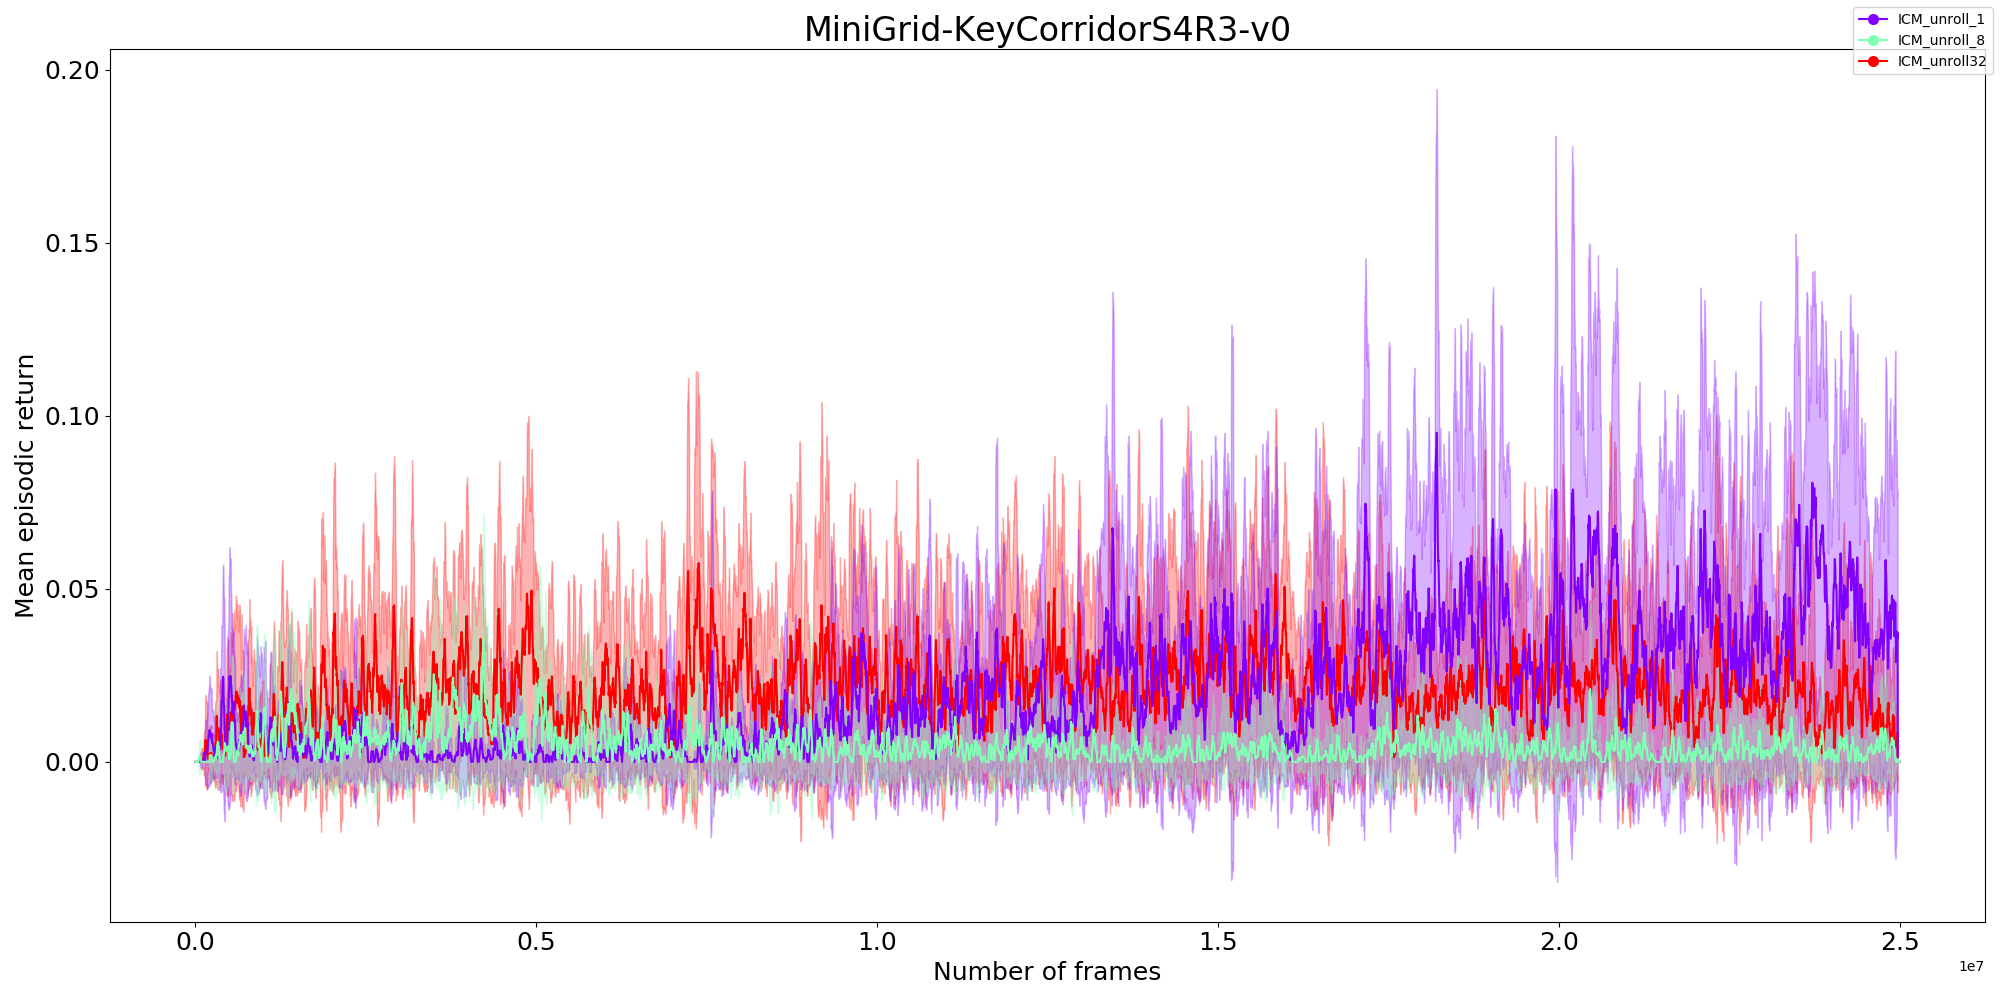 MiniGrid-KeyCorridorS4R3-v0
ICM_unroll_1
ICM_unroll_8
ICM_unroll32
0.20
0.15
0.10
0.05
0.00
Mean episodic return
0.0 0.5 1.0 1.5 2.0 2.5
Number of frames
1e7